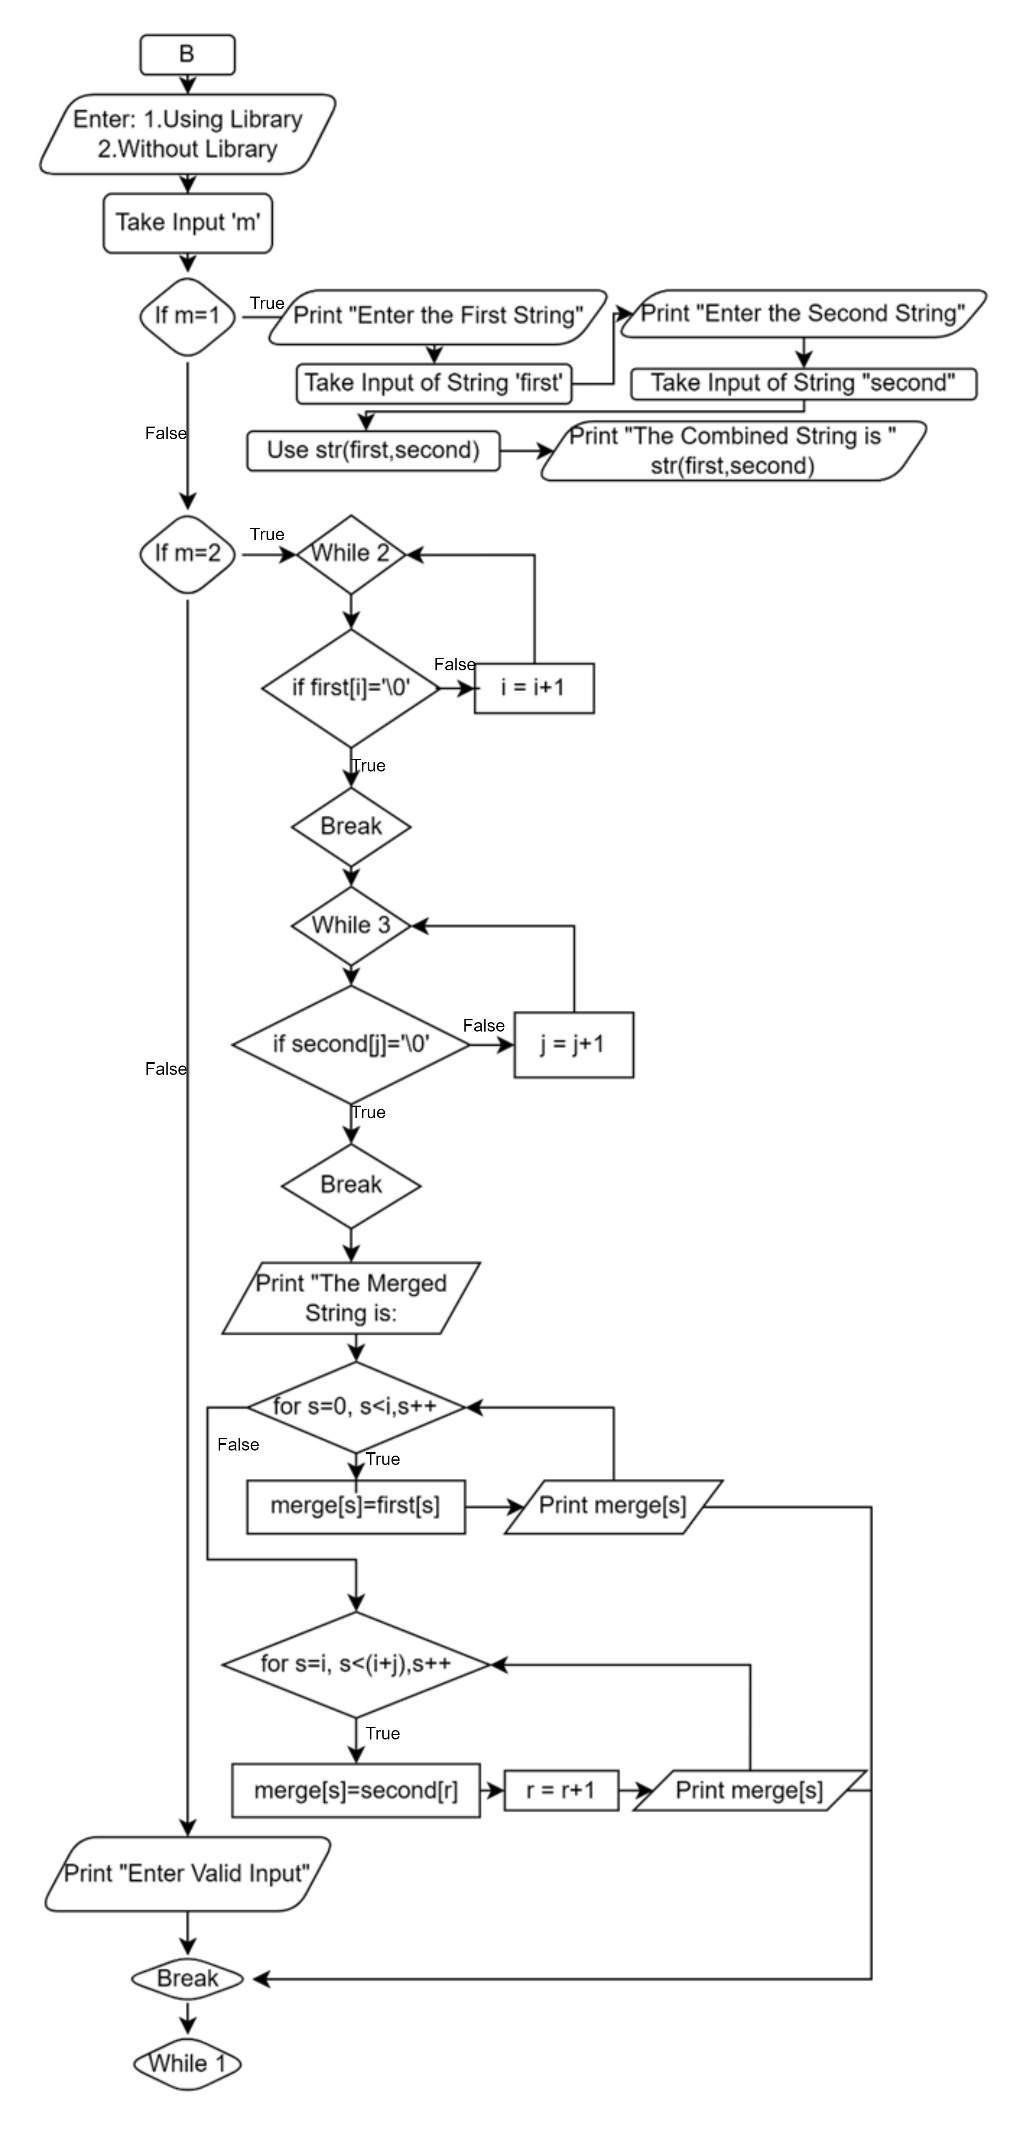 B
Enter: 1.Using Library
2.Without Library
Take Input 'm'
If m=1
True
Print "Enter the First String"
Print "Enter the Second String"
Take Input of String 'first'
Take Input of String "second"
False
Use str(first,second)
Print "The Combined String is "
str(first,second)
If m=2
True
While 2
if first[i]='\0'
False
i = i+1
True
Break
While 3
if second[j]='\0'
False
j = j+1
False
True
Break
Print "The Merged
String is:
for s=0, s<i,s++
False
True
merge[s]=first[s]
Print merge[s]
for s=i, s<(i+j),s++
True
merge[s]=second[r]
r = r+1
Print merge[s]
Print "Enter Valid Input"
Break
While 1